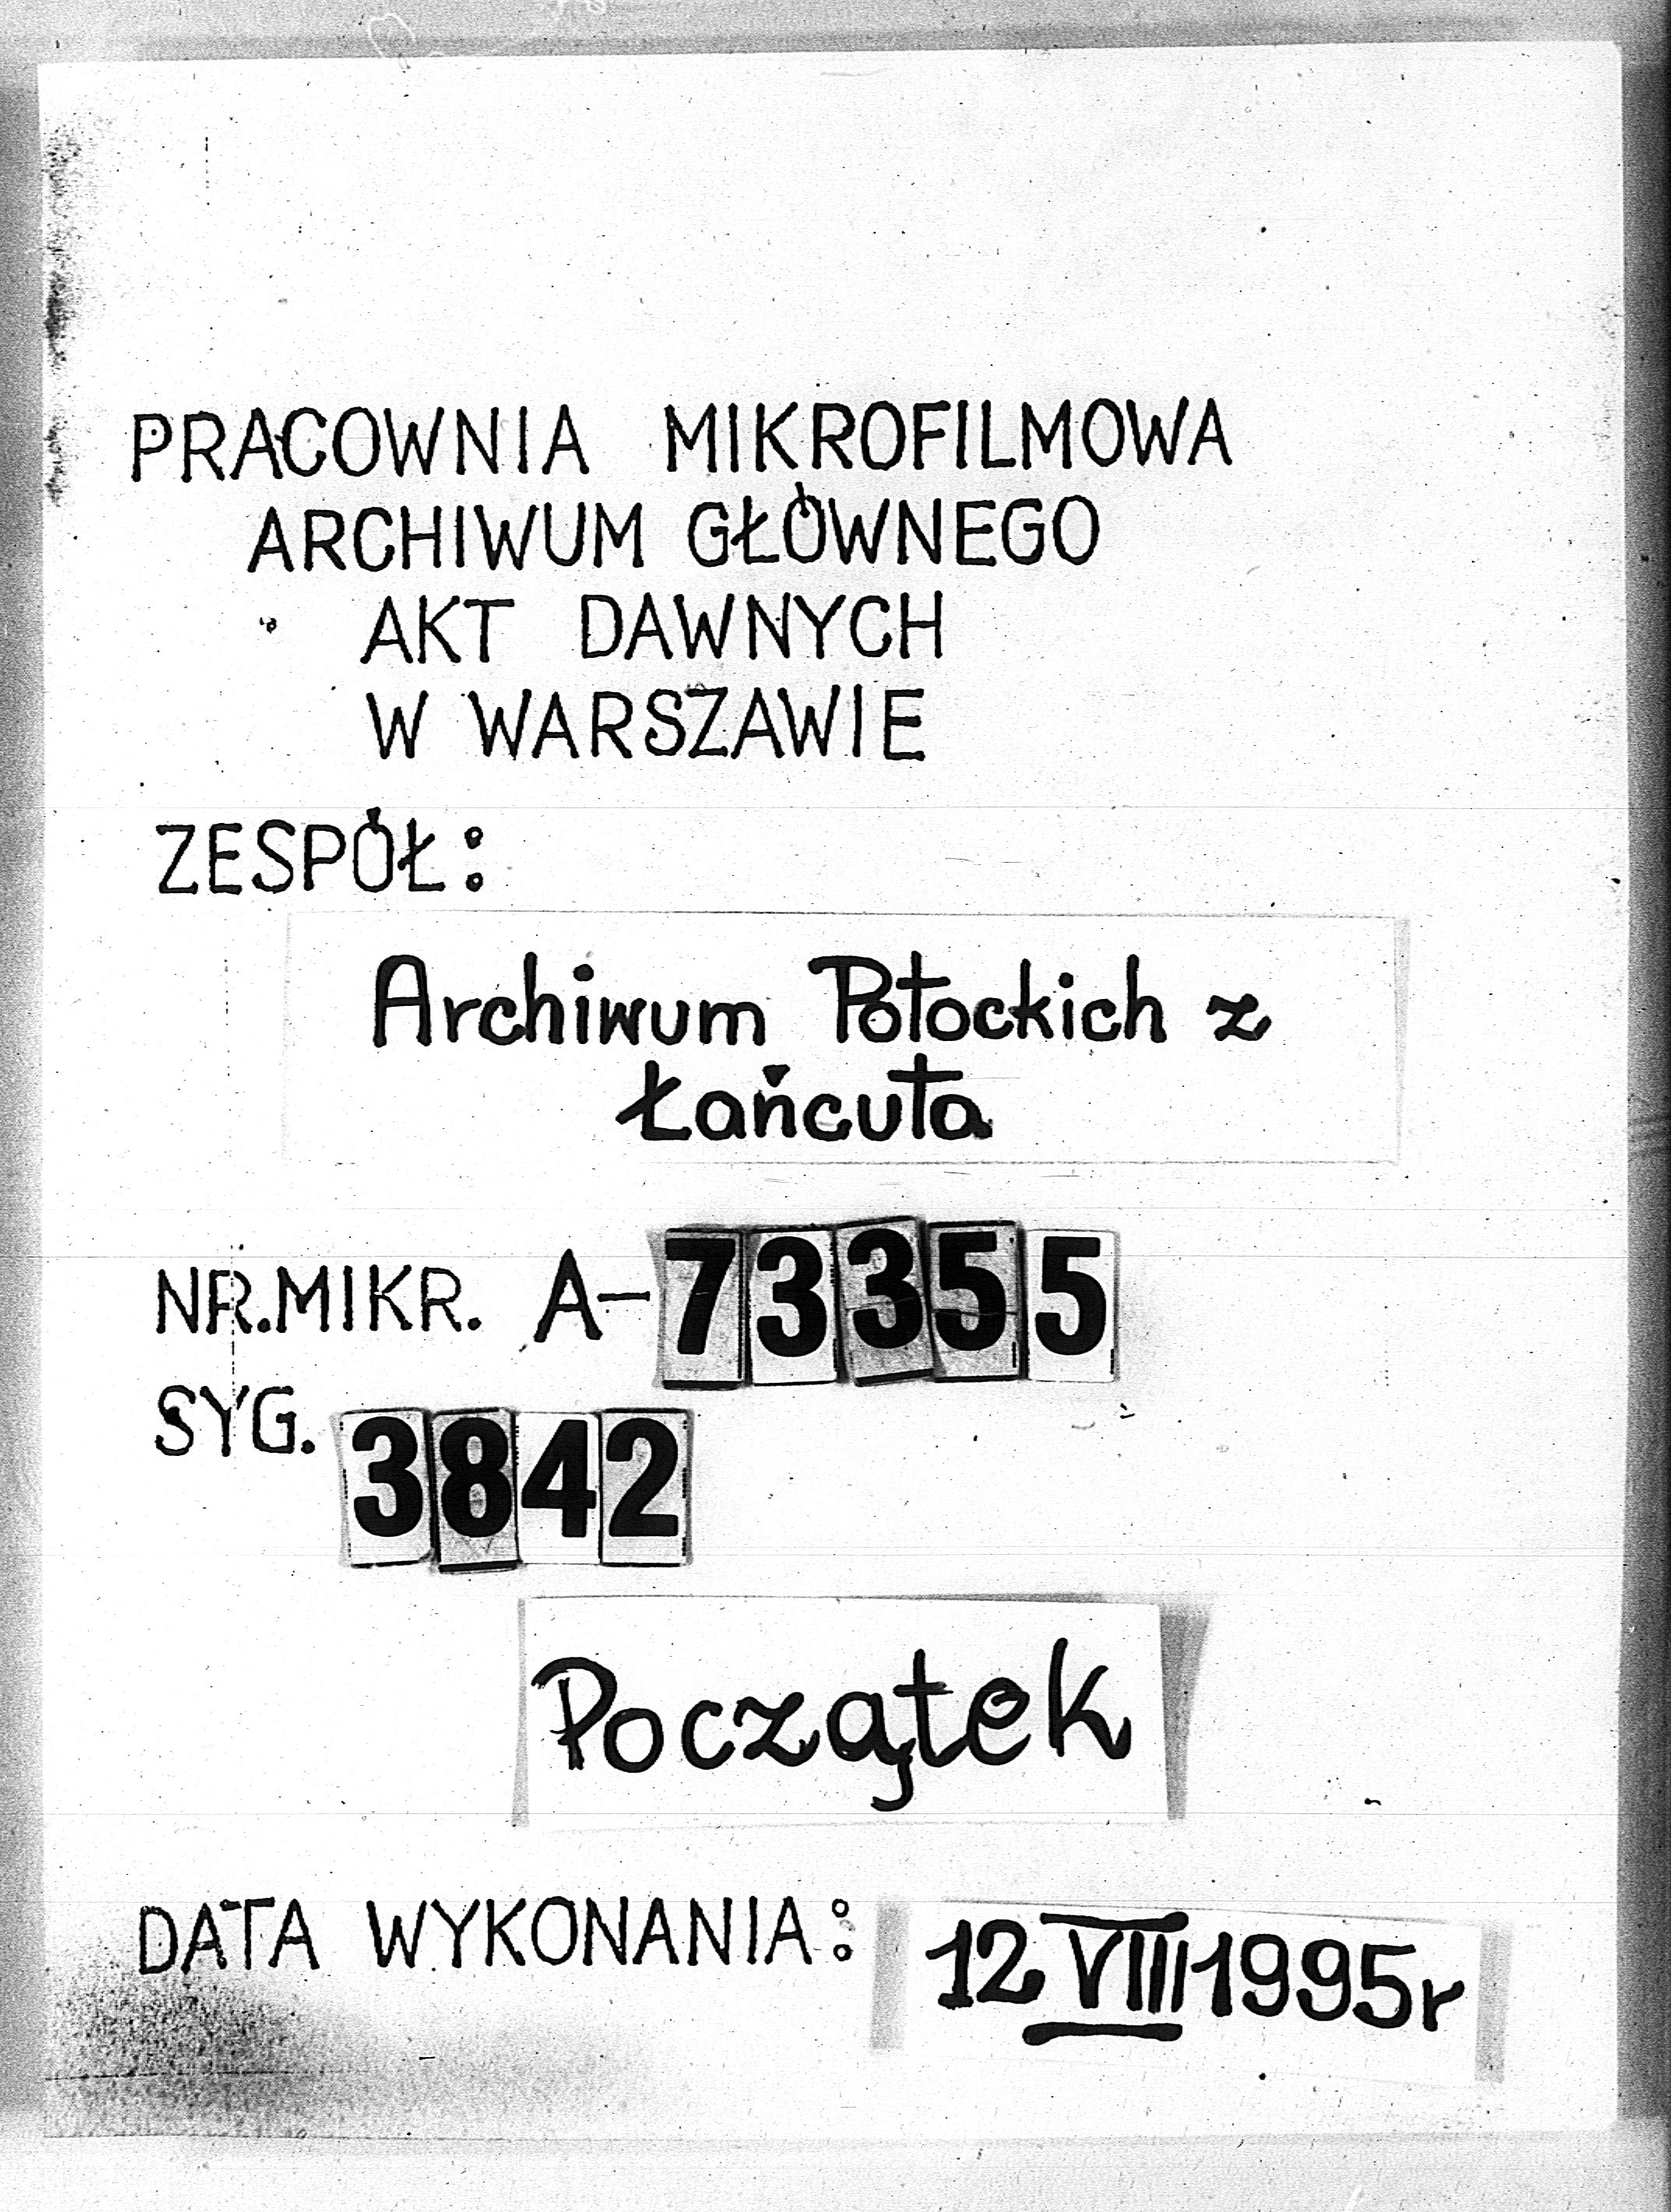 PRACOWNIA MIKROFILMOWA
ARCHIWUM GŁÓWNEGO
AKT DAWNYCH
W WARSZAWIE
ZESPÓŁ:
Archiwum Potockich z
Łańcuta
NR.MIKR. A-73355
SYG. 3842
Początek
DATA WYKONANIA: 12 VIII 1995r